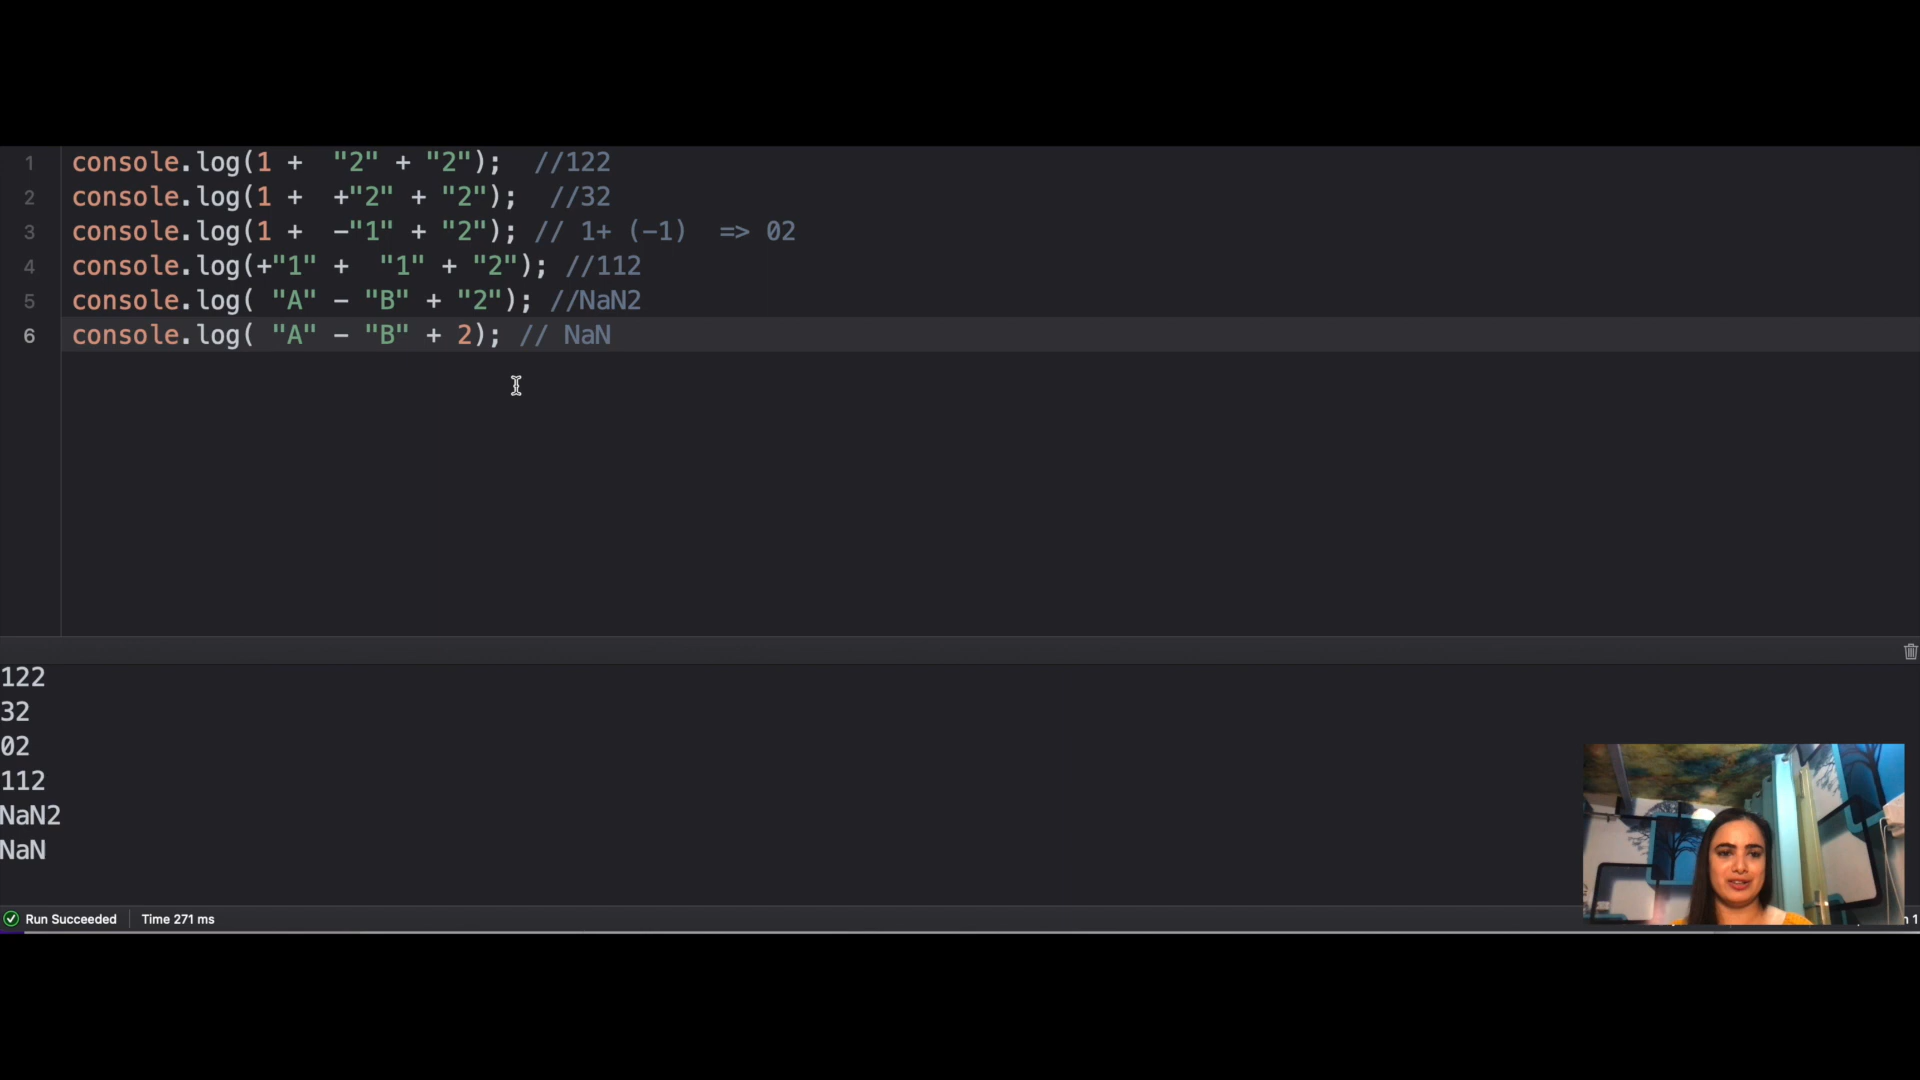 1 console.log(1 +  "2" + "2");  //122
2 console.log(1 +  +"2" + "2");  //32
3 console.log(1 +  -"1" + "2"); // 1+ (-1)  => 02
4 console.log(+"1" +  "1" + "2"); //112
5 console.log( "A" - "B" + "2"); //NaN2
6 console.log( "A" - "B" + 2); // NaN
122
32
02
112
NaN2
NaN
Run Succeeded Time 271 ms